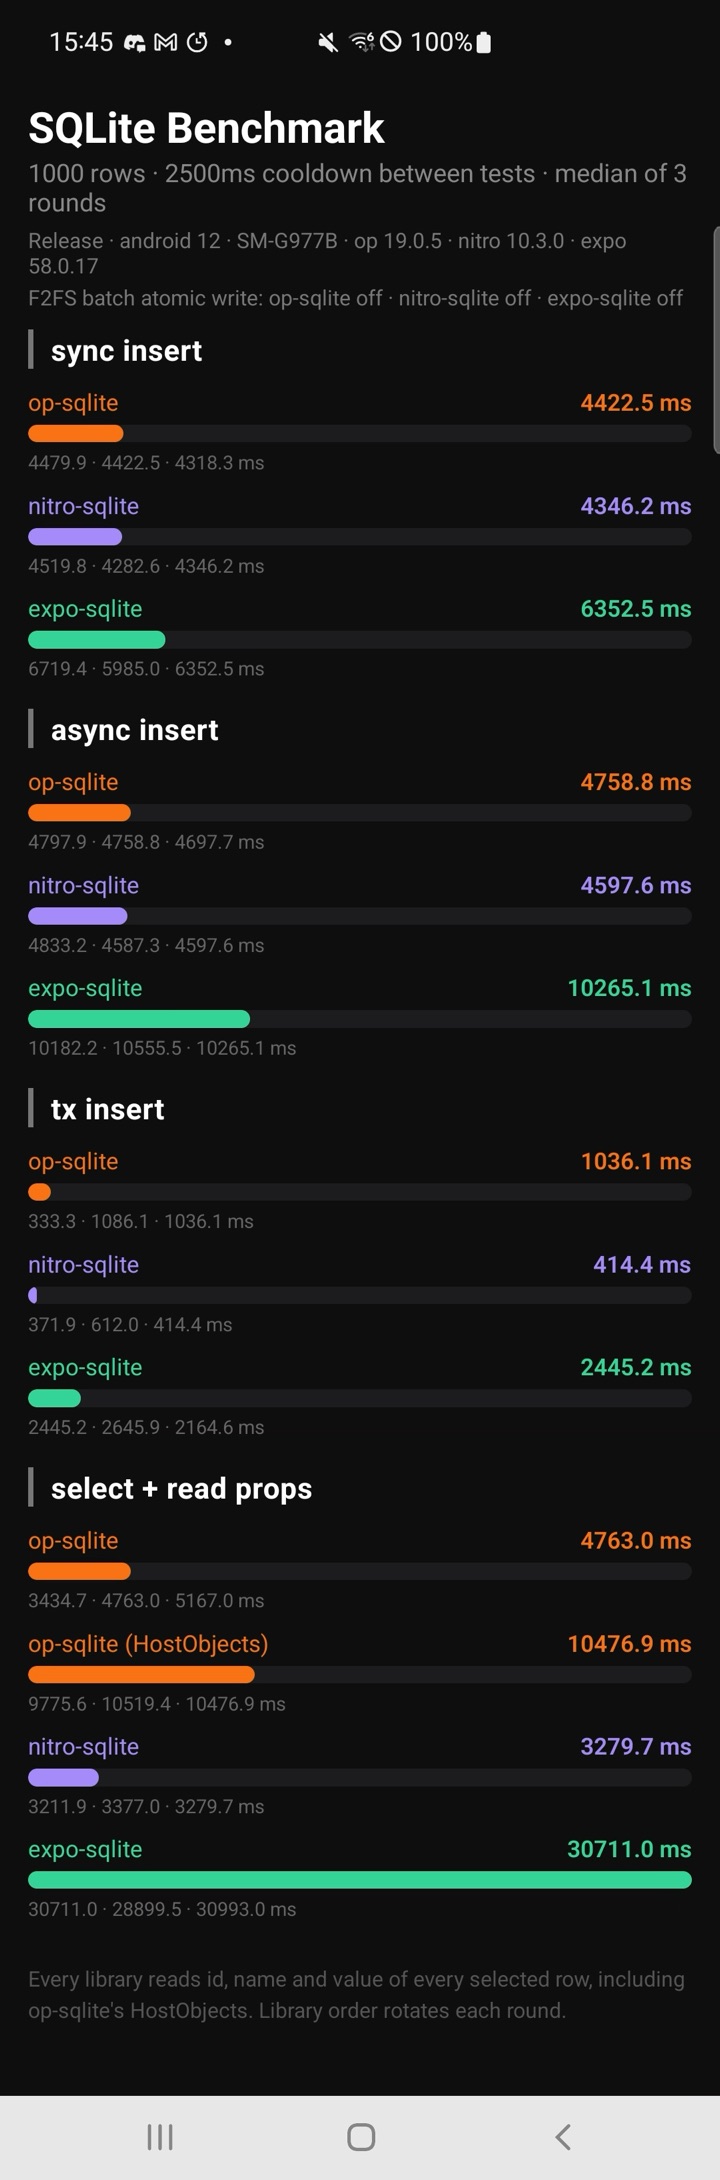 15:45 100%
SQLite Benchmark
1000 rows · 2500ms cooldown between tests · median of 3
rounds
Release · android 12 · SM-G977B · op 19.0.5 · nitro 10.3.0 · expo
58.0.17
F2FS batch atomic write: op-sqlite off · nitro-sqlite off · expo-sqlite off
sync insert
op-sqlite 4422.5 ms
4479.9 · 4422.5 · 4318.3 ms
nitro-sqlite 4346.2 ms
4519.8 · 4282.6 · 4346.2 ms
expo-sqlite 6352.5 ms
6719.4 · 5985.0 · 6352.5 ms
async insert
op-sqlite 4758.8 ms
4797.9 · 4758.8 · 4697.7 ms
nitro-sqlite 4597.6 ms
4833.2 · 4587.3 · 4597.6 ms
expo-sqlite 10265.1 ms
10182.2 · 10555.5 · 10265.1 ms
tx insert
op-sqlite 1036.1 ms
333.3 · 1086.1 · 1036.1 ms
nitro-sqlite 414.4 ms
371.9 · 612.0 · 414.4 ms
expo-sqlite 2445.2 ms
2445.2 · 2645.9 · 2164.6 ms
select + read props
op-sqlite 4763.0 ms
3434.7 · 4763.0 · 5167.0 ms
op-sqlite (HostObjects) 10476.9 ms
9775.6 · 10519.4 · 10476.9 ms
nitro-sqlite 3279.7 ms
3211.9 · 3377.0 · 3279.7 ms
expo-sqlite 30711.0 ms
30711.0 · 28899.5 · 30993.0 ms
Every library reads id, name and value of every selected row, including
op-sqlite's HostObjects. Library order rotates each round.